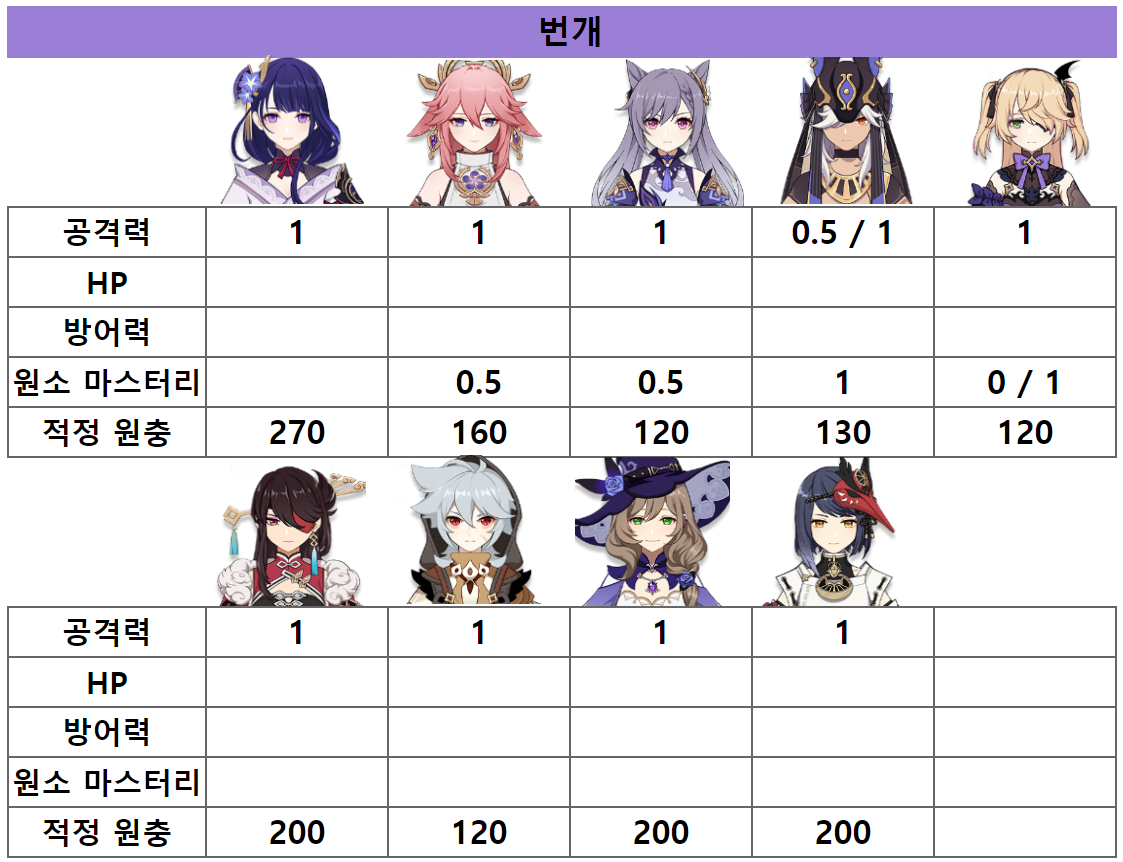 번개
공격력 1 1 1 0.5 / 1 1
HP
방어력
원소 마스터리 0.5 0.5 1 0 / 1
적정 원충 270 160 120 130 120
공격력 1 1 1 1
HP
방어력
원소 마스터리
적정 원충 200 120 200 200